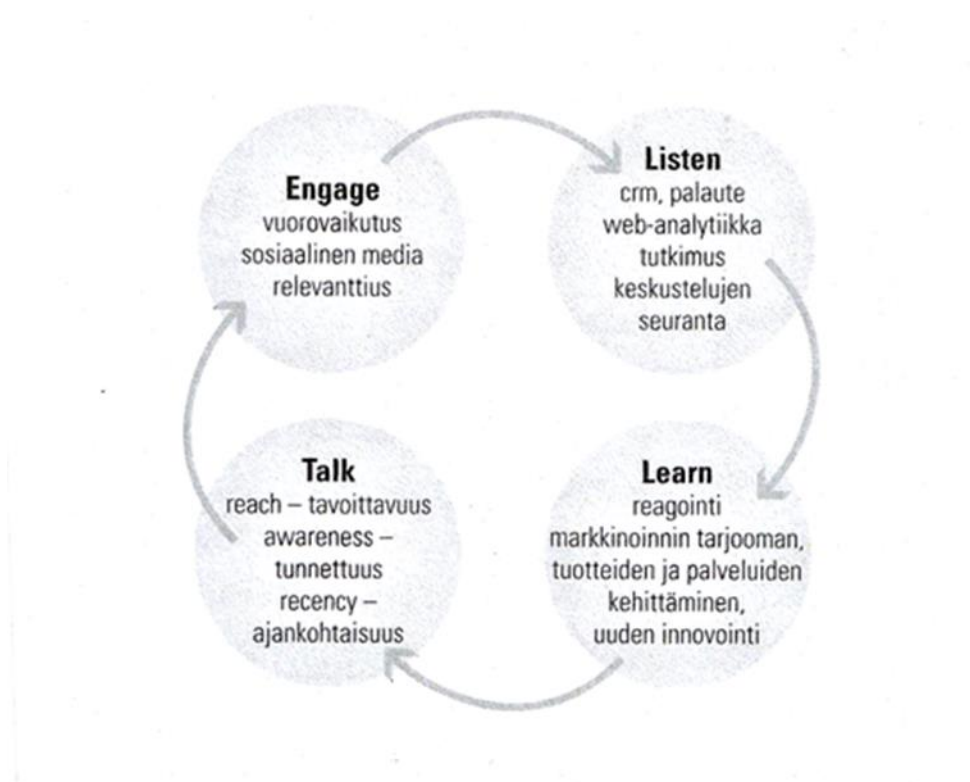 Engage
vuorovaikutus
sosiaalinen media
relevanttius
Listen
crm, palaute
web-analytiikka
tutkimus
keskustelujen
seuranta
Talk
reach – tavoittavuus
awareness –
tunnettuus
recency –
ajankohtaisuus
Learn
reagointi
markkinoinnin tarjooman,
tuotteiden ja palveluiden
kehittäminen,
uuden innovointi